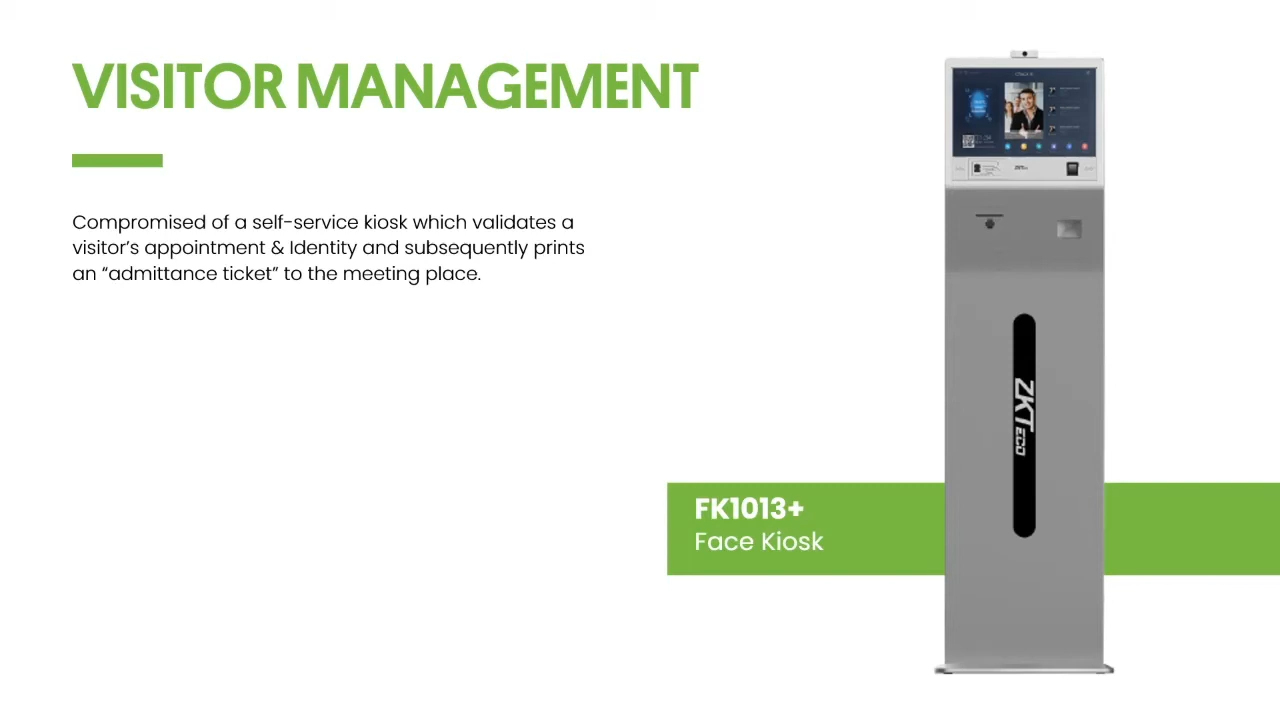 VISITOR MANAGEMENT
Compromised of a self-service kiosk which validates a
visitor's appointment & Identity and subsequently prints
an “admittance ticket” to the meeting place.
ZKTECO
FK1013+
Face Kiosk